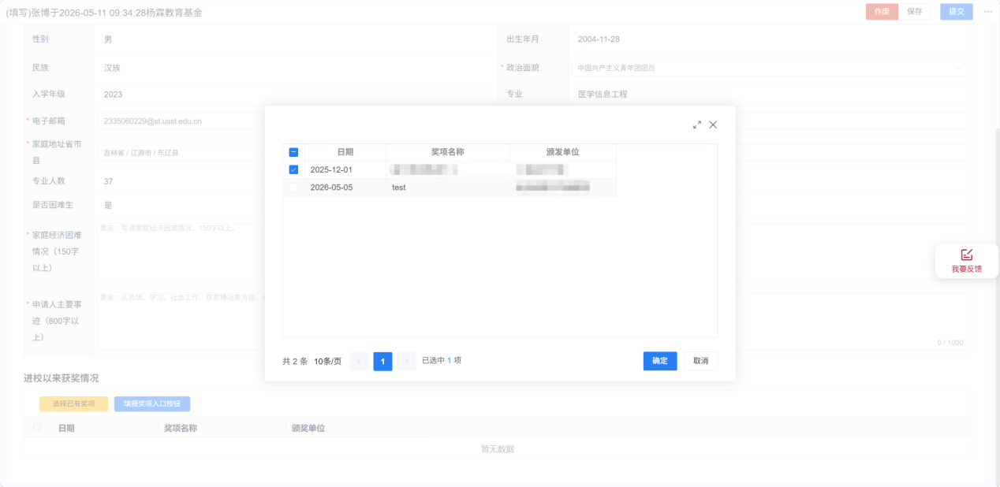 (填写)张博于2026-05-11 09:34:28杨霖教育基金
作废 保存 提交
性别 男 出生年月 2004-11-28
民族 汉族 * 政治面貌 中国共产主义青年团团员
入学年级 2023 专业 医学信息工程
* 电子邮箱 2335060229@st.usst.edu.cn
* 家庭地址省市
县
吉林省 / 辽源市 / 东辽县
专业人数 37
是否困难生 是
* 家庭经济困难
情况（150字
以上）
要求：写清家庭经济困难情况，150字以上。
* 申请人主要事
迹（800字以
上）
要求：从思想、学习、社会工作、获奖情况等方面，
0 / 1000
日期 奖项名称 颁发单位
2025-12-01
2026-05-05 test
共 2 条 10条/页 < 1 > 已选中 1 项 确定 取消
我要反馈
进校以来获奖情况
选择已有奖项 填报奖项入口按钮
日期 奖项名称 颁奖单位
暂无数据